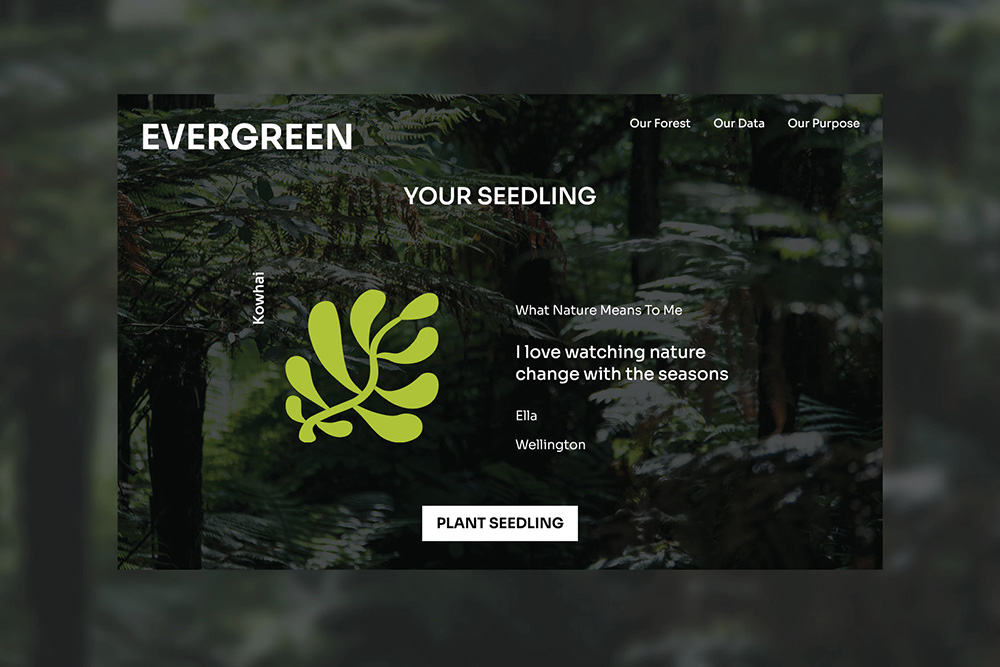 EVERGREEN
Our Forest
Our Data
Our Purpose
YOUR SEEDLING
Kowhai
What Nature Means To Me
I love watching nature
change with the seasons
Ella
Wellington
PLANT SEEDLING